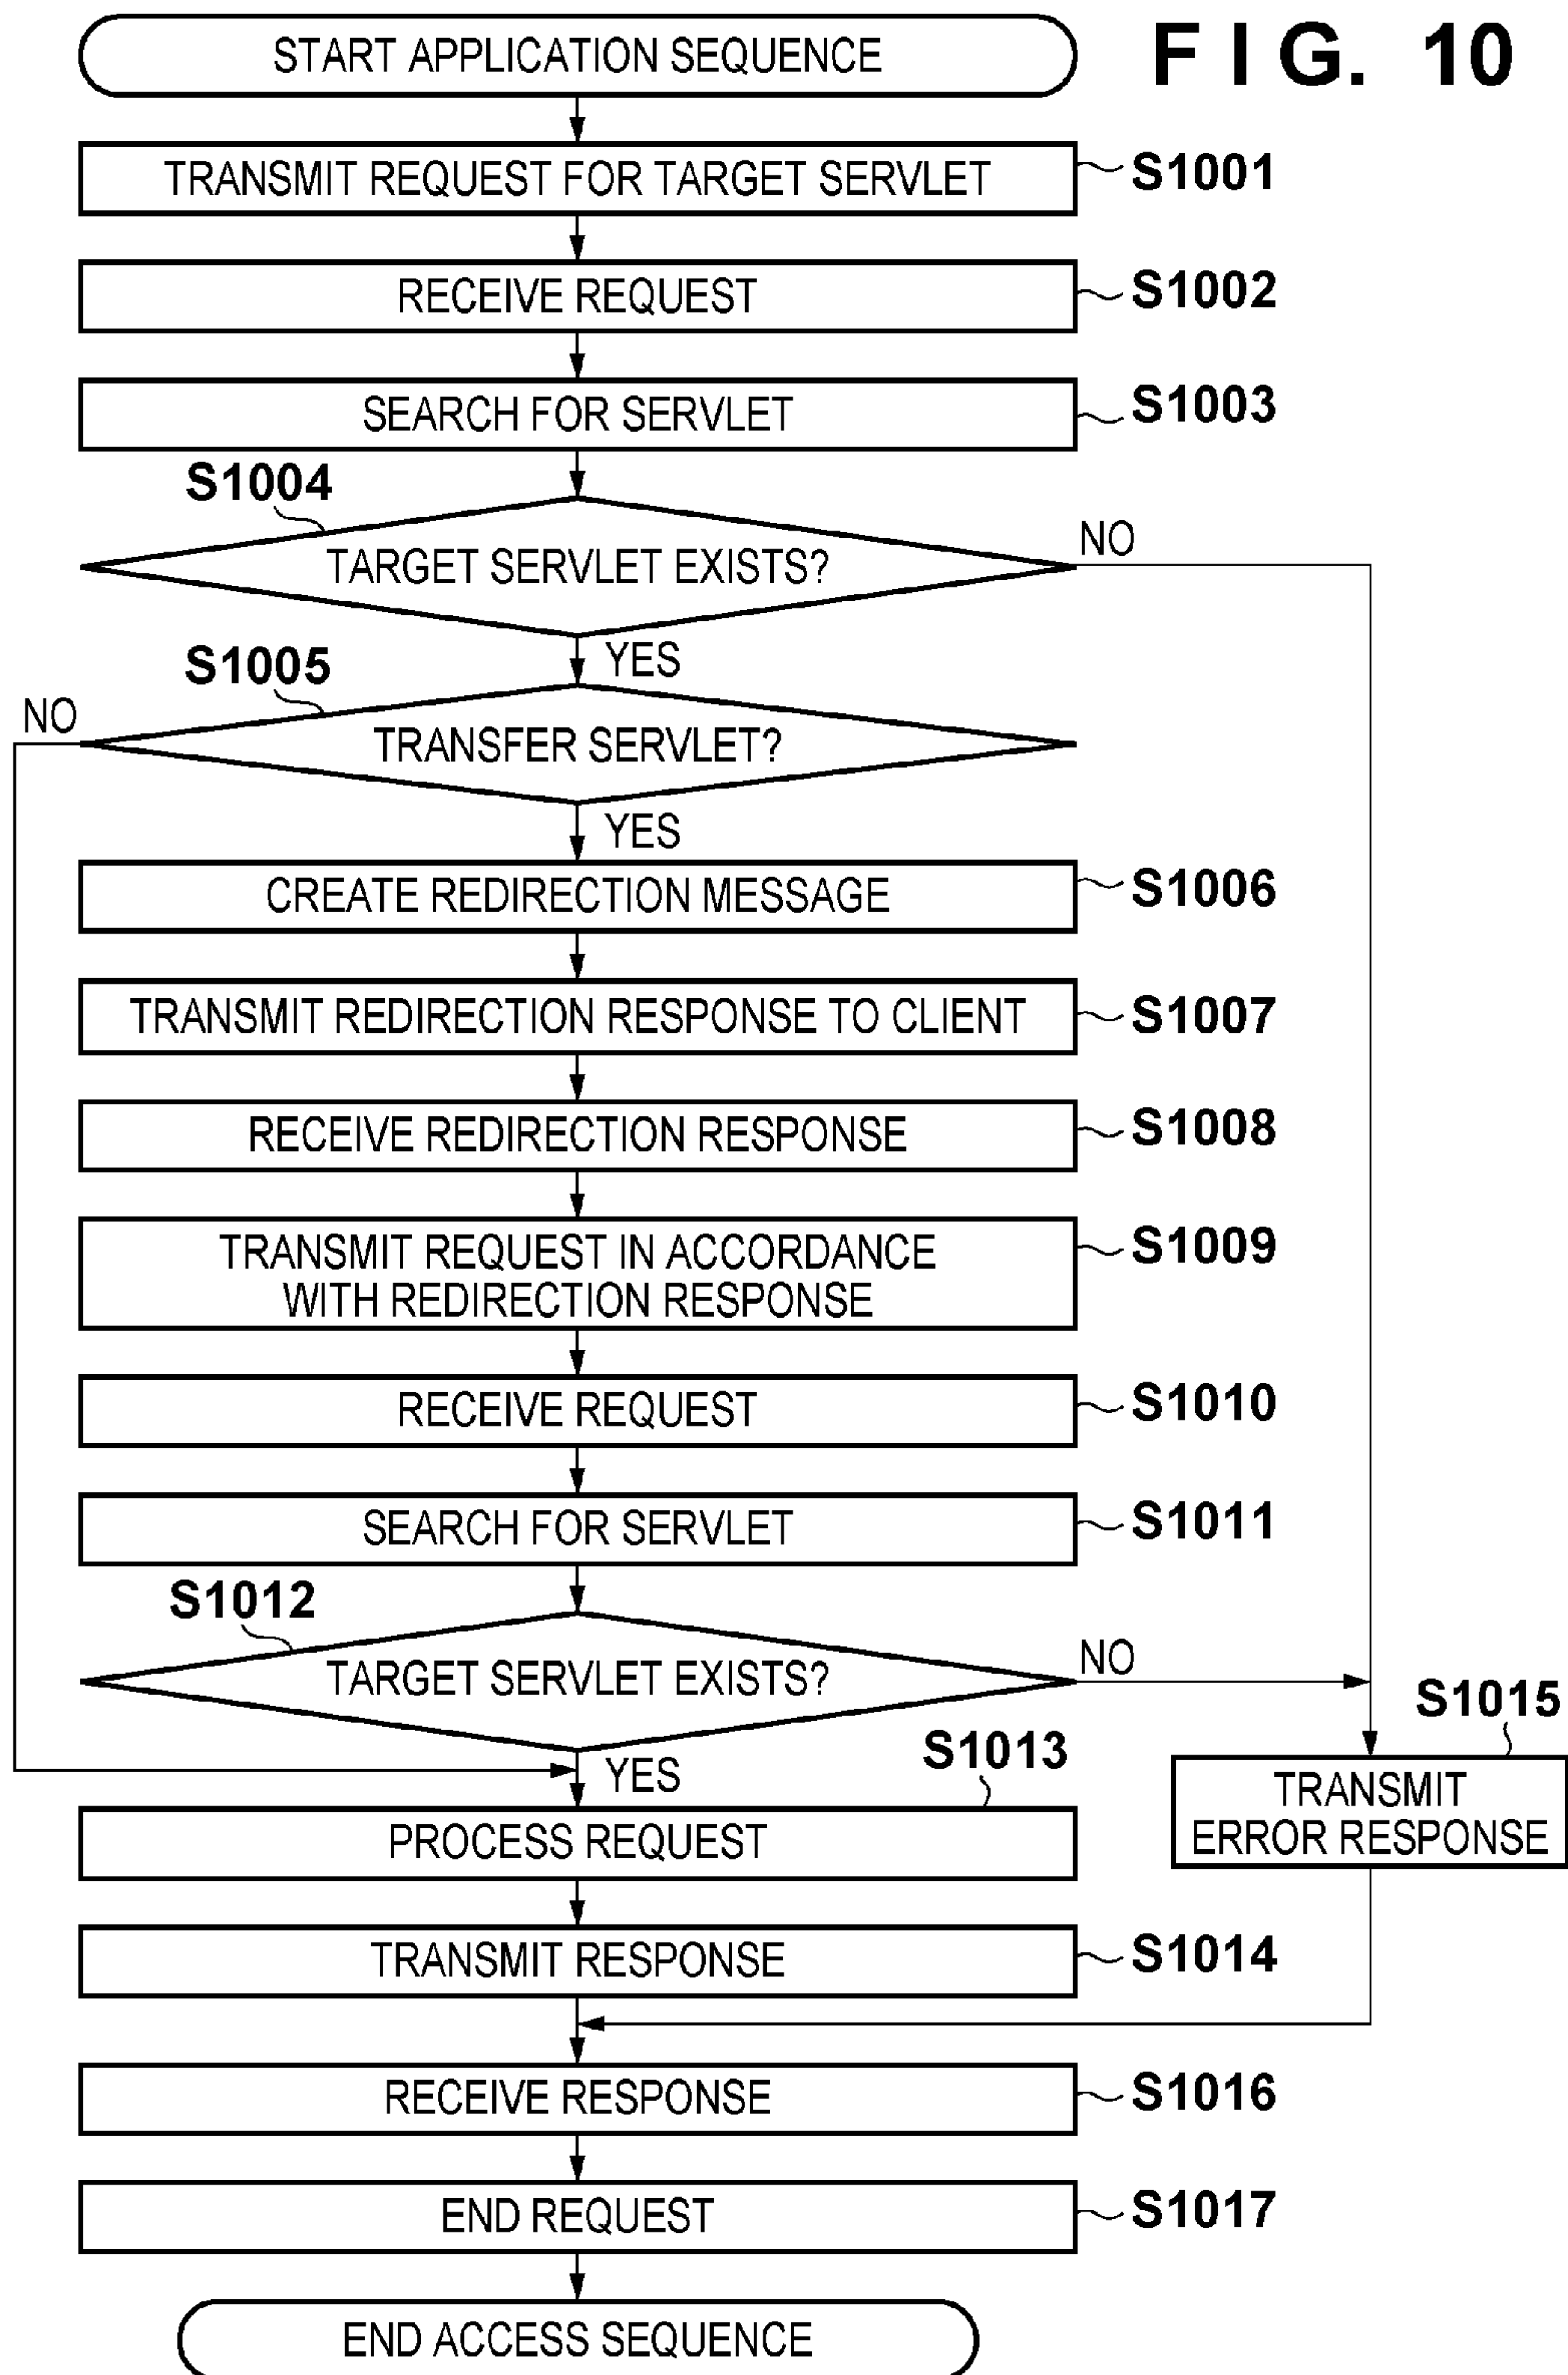 START APPLICATION SEQUENCE
F I G. 10
TRANSMIT REQUEST FOR TARGET SERVLET
S1001
RECEIVE REQUEST
S1002
SEARCH FOR SERVLET
S1003
S1004
TARGET SERVLET EXISTS?
NO
YES
S1005
NO
TRANSFER SERVLET?
YES
CREATE REDIRECTION MESSAGE
S1006
TRANSMIT REDIRECTION RESPONSE TO CLIENT
S1007
RECEIVE REDIRECTION RESPONSE
S1008
TRANSMIT REQUEST IN ACCORDANCE
WITH REDIRECTION RESPONSE
S1009
RECEIVE REQUEST
S1010
SEARCH FOR SERVLET
S1011
S1012
TARGET SERVLET EXISTS?
NO
YES
S1013
PROCESS REQUEST
S1015
TRANSMIT
ERROR RESPONSE
TRANSMIT RESPONSE
S1014
RECEIVE RESPONSE
S1016
END REQUEST
S1017
END ACCESS SEQUENCE